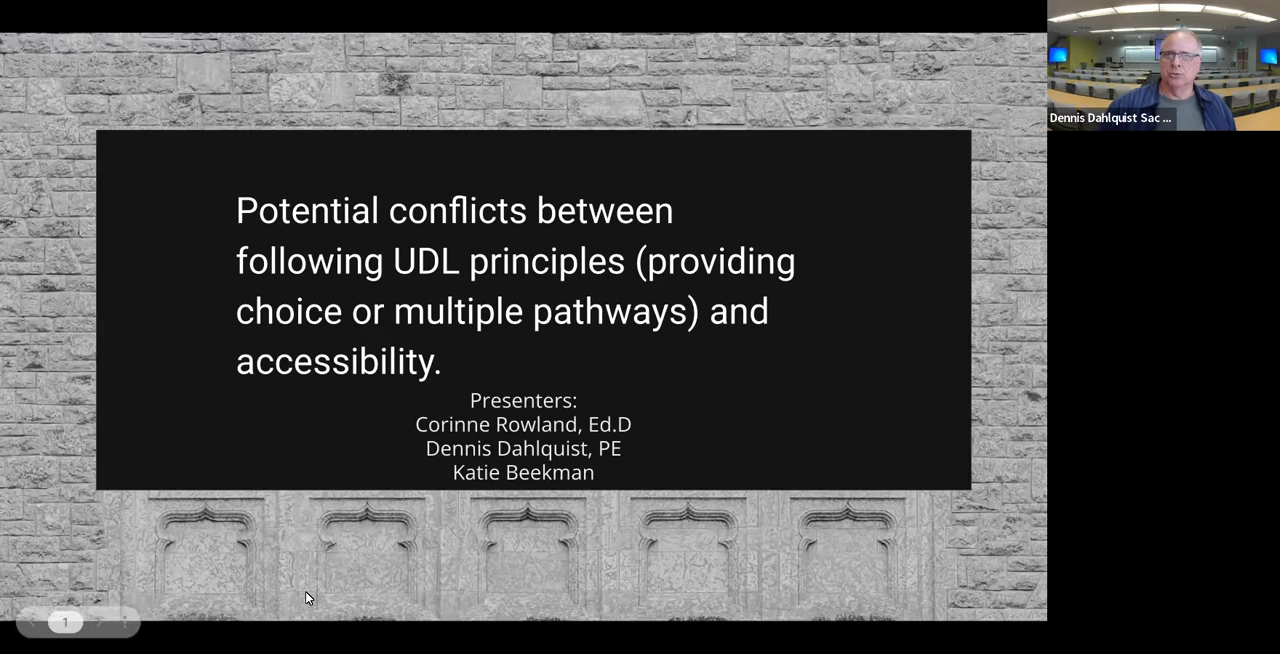 Potential conflicts between
following UDL principles (providing
choice or multiple pathways) and
accessibility.
Presenters:
Corinne Rowland, Ed.D
Dennis Dahlquist, PE
Katie Beekman
Dennis Dahlquist Sac ...
1